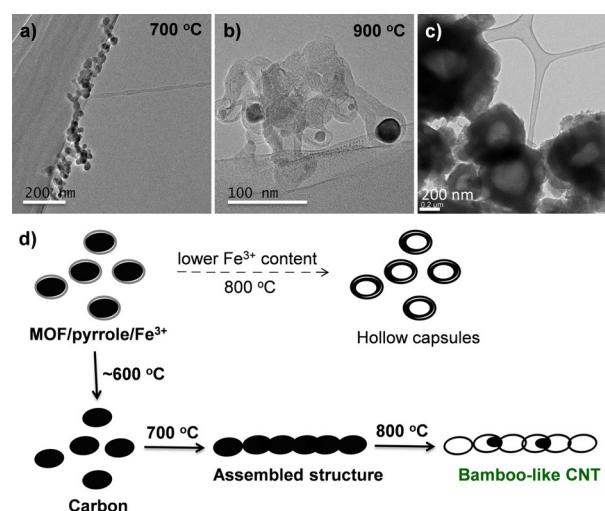 a)
700 °C
200 nm
b)
900 °C
100 nm
c)
200 nm
0.2 um
d)
lower Fe³⁺ content
800 °C
MOF/pyrrole/Fe³⁺
Hollow capsules
~600 °C
700 °C
800 °C
Carbon
Assembled structure
Bamboo-like CNT